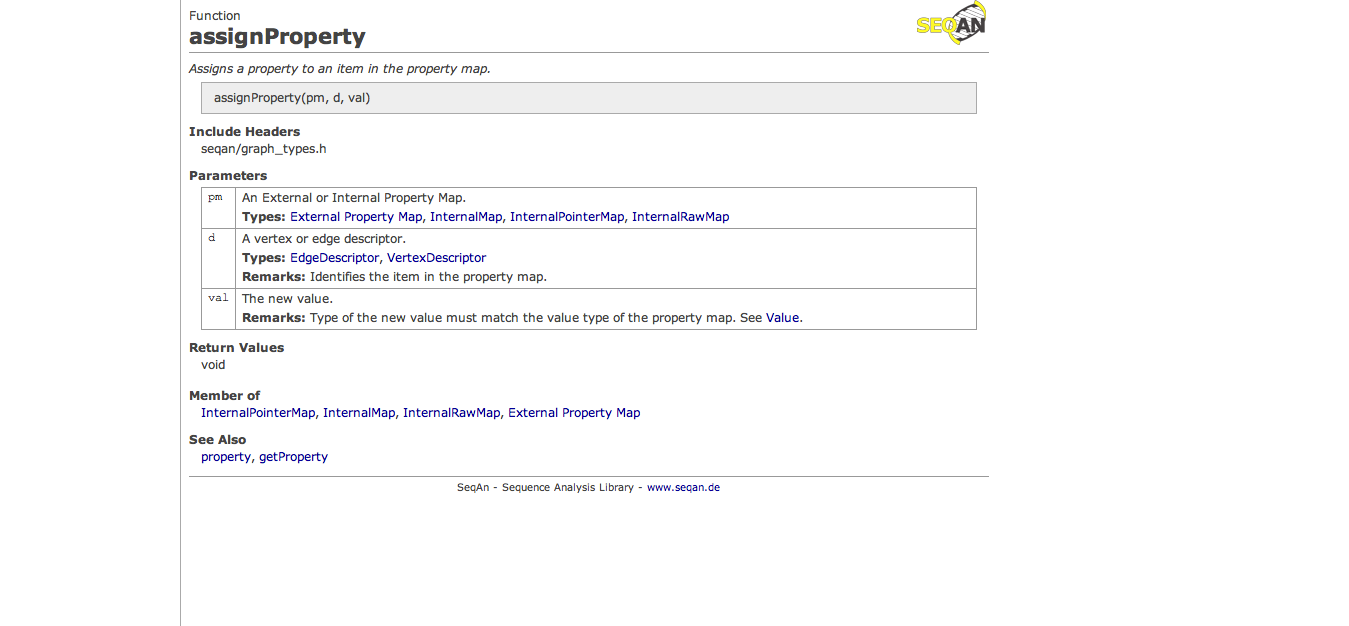 Function
SEQAN
assignProperty
Assigns a property to an item in the property map.
assignProperty(pm, d, val)
Include Headers
seqan/graph_types.h
Parameters
pm An External or Internal Property Map.
Types: External Property Map, InternalMap, InternalPointerMap, InternalRawMap
d A vertex or edge descriptor.
Types: EdgeDescriptor, VertexDescriptor
Remarks: Identifies the item in the property map.
val The new value.
Remarks: Type of the new value must match the value type of the property map. See Value.
Return Values
void
Member of
InternalPointerMap, InternalMap, InternalRawMap, External Property Map
See Also
property, getProperty
SeqAn - Sequence Analysis Library - www.seqan.de